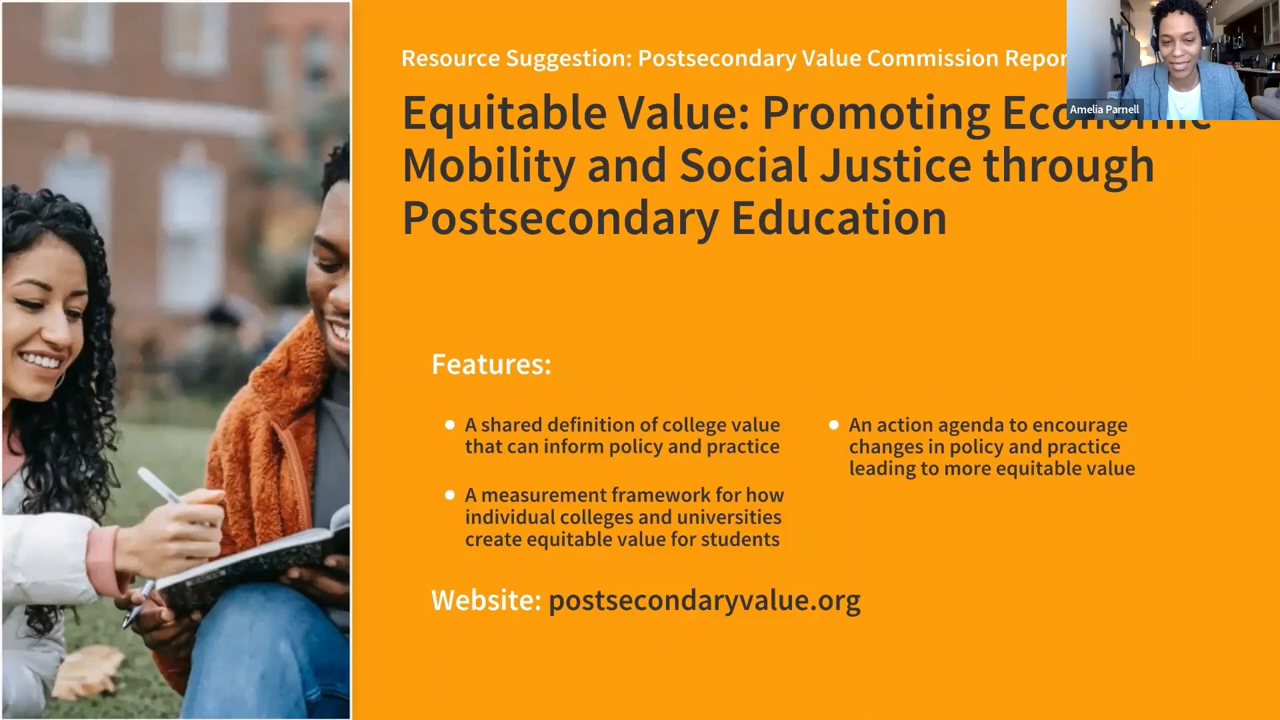 Resource Suggestion: Postsecondary Value Commission
Amelia Parnell
Equitable Value: Promoting Economic
Mobility and Social Justice through
Postsecondary Education
Features:
A shared definition of college value
that can inform policy and practice
A measurement framework for how
individual colleges and universities
create equitable value for students
An action agenda to encourage
changes in policy and practice
leading to more equitable value
Website: postsecondaryvalue.org